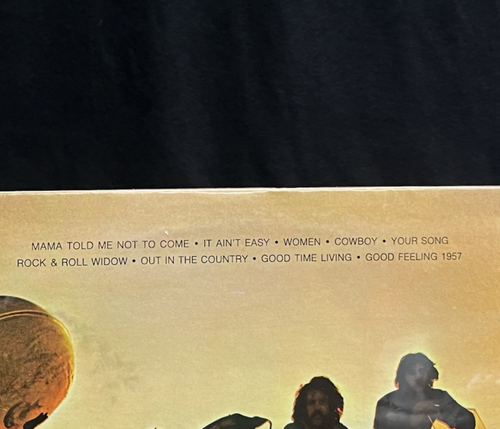 MAMA TOLD ME NOT TO COME • IT AIN'T EASY • WOMEN • COWBOY • YOUR SONG
ROCK & ROLL WIDOW • OUT IN THE COUNTRY • GOOD TIME LIVING • GOOD FEELING 1957